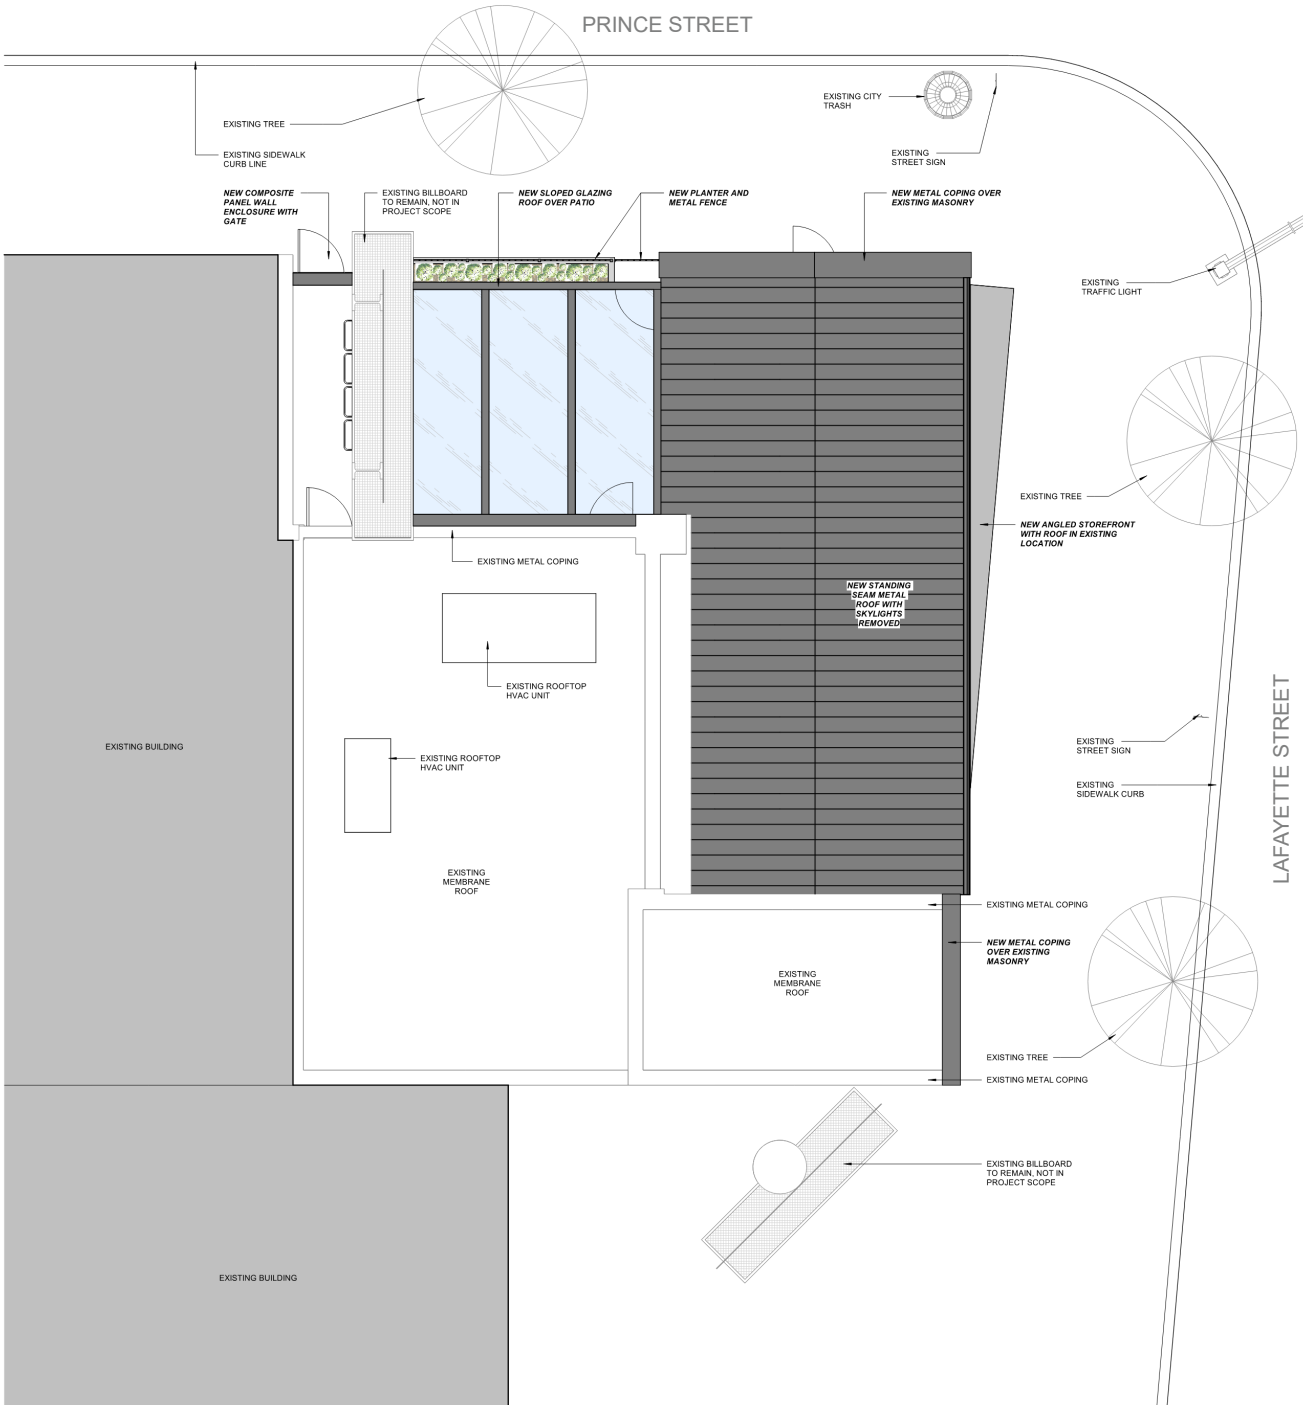 PRINCE STREET
EXISTING CITY
TRASH
EXISTING TREE
EXISTING SIDEWALK
CURB LINE
EXISTING
STREET SIGN
NEW COMPOSITE
PANEL WALL
ENCLOSURE WITH
GATE
EXISTING BILLBOARD
TO REMAIN, NOT IN
PROJECT SCOPE
NEW SLOPED GLAZING
ROOF OVER PATIO
NEW PLANTER AND
METAL FENCE
NEW METAL COPING OVER
EXISTING MASONRY
EXISTING
TRAFFIC LIGHT
EXISTING TREE
NEW ANGLED STOREFRONT
WITH ROOF IN EXISTING
LOCATION
EXISTING METAL COPING
NEW STANDING
SEAM METAL
ROOF WITH
SKYLIGHTS
REMOVED
EXISTING ROOFTOP
HVAC UNIT
EXISTING BUILDING
EXISTING ROOFTOP
HVAC UNIT
EXISTING
STREET SIGN
EXISTING
SIDEWALK CURB
LAFAYETTE STREET
EXISTING
MEMBRANE
ROOF
EXISTING METAL COPING
NEW METAL COPING
OVER EXISTING
MASONRY
EXISTING
MEMBRANE
ROOF
EXISTING TREE
EXISTING METAL COPING
EXISTING BILLBOARD
TO REMAIN, NOT IN
PROJECT SCOPE
EXISTING BUILDING